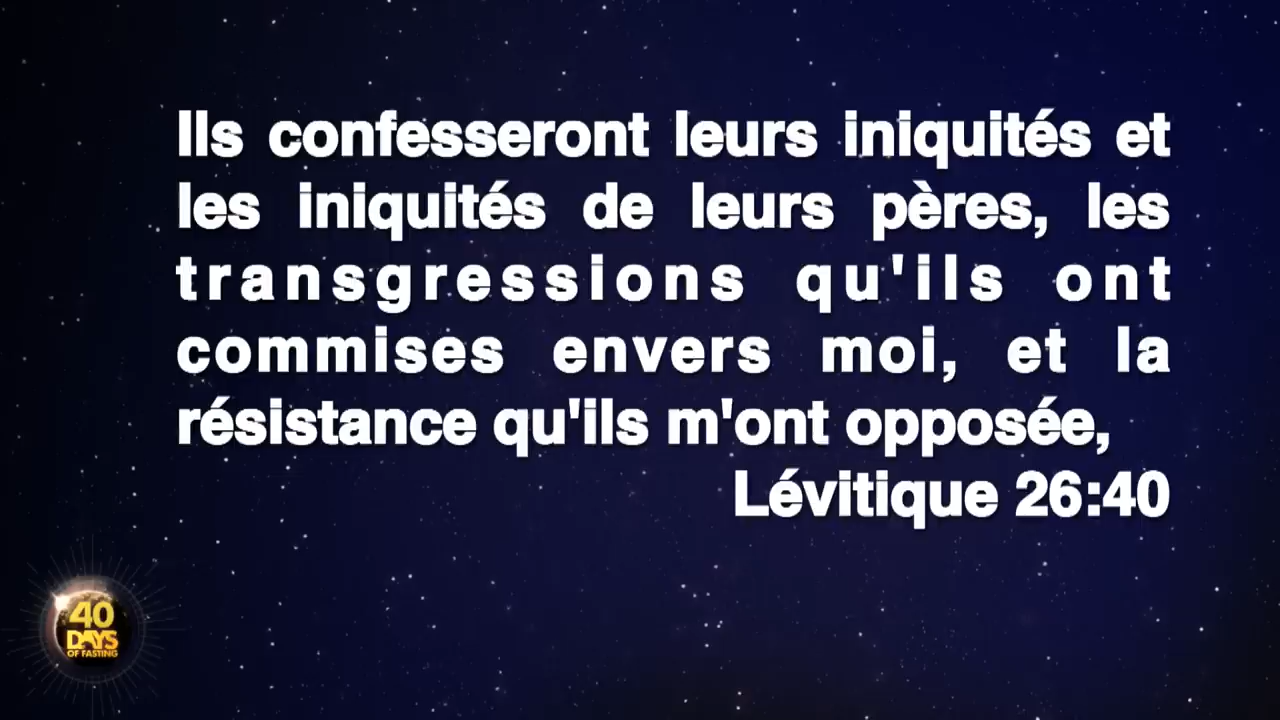 Ils confesseront leurs iniquités et
les iniquités de leurs pères, les
transgressions qu'ils ont
commises envers moi, et la
résistance qu'ils m'ont opposée,
Lévitique 26:40
40
DAYS
OF FASTING